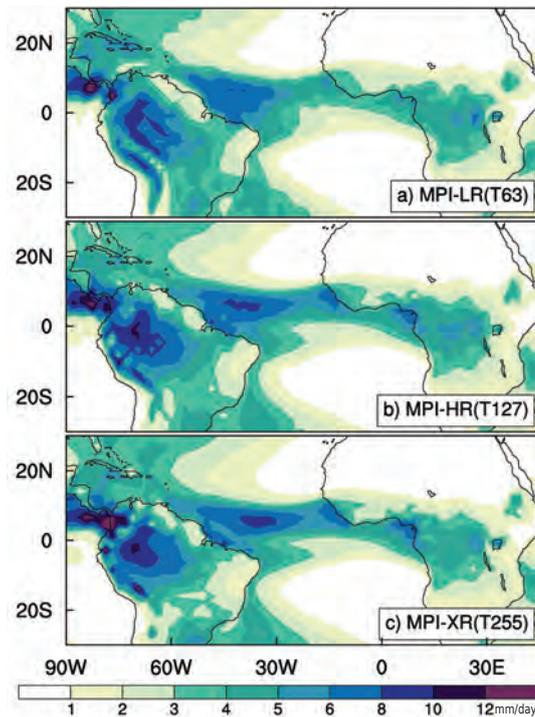 20N
0
20S
a) MPI-LR(T63)
20N
0
20S
b) MPI-HR(T127)
20N
0
20S
c) MPI-XR(T255)
90W 60W 30W 0 30E
1 2 3 4 5 6 8 10 12mm/day